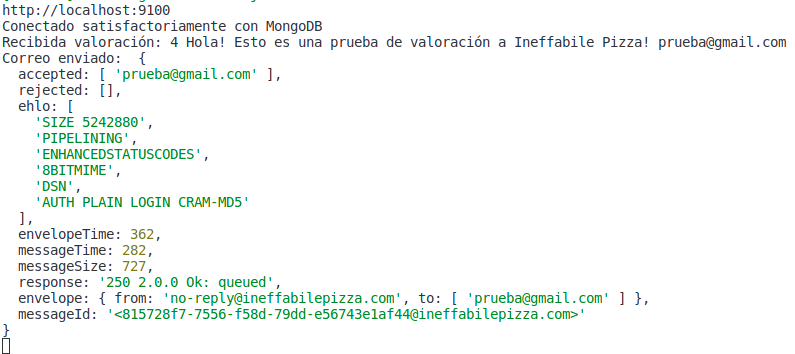 http://localhost:9100
Conectado satisfactoriamente con MongoDB
Recibida valoración: 4 Hola! Esto es una prueba de valoración a Ineffabile Pizza! prueba@gmail.com
Correo enviado:  {
  accepted: [ 'prueba@gmail.com' ],
  rejected: [],
  ehlo: [
    'SIZE 5242880',
    'PIPELINING',
    'ENHANCEDSTATUSCODES',
    '8BITMIME',
    'DSN',
    'AUTH PLAIN LOGIN CRAM-MD5'
  ],
  envelopeTime: 362,
  messageTime: 282,
  messageSize: 727,
  response: '250 2.0.0 Ok: queued',
  envelope: { from: 'no-reply@ineffabilepizza.com', to: [ 'prueba@gmail.com' ] },
  messageId: '<815728f7-7556-f58d-79dd-e56743e1af44@ineffabilepizza.com>'
}